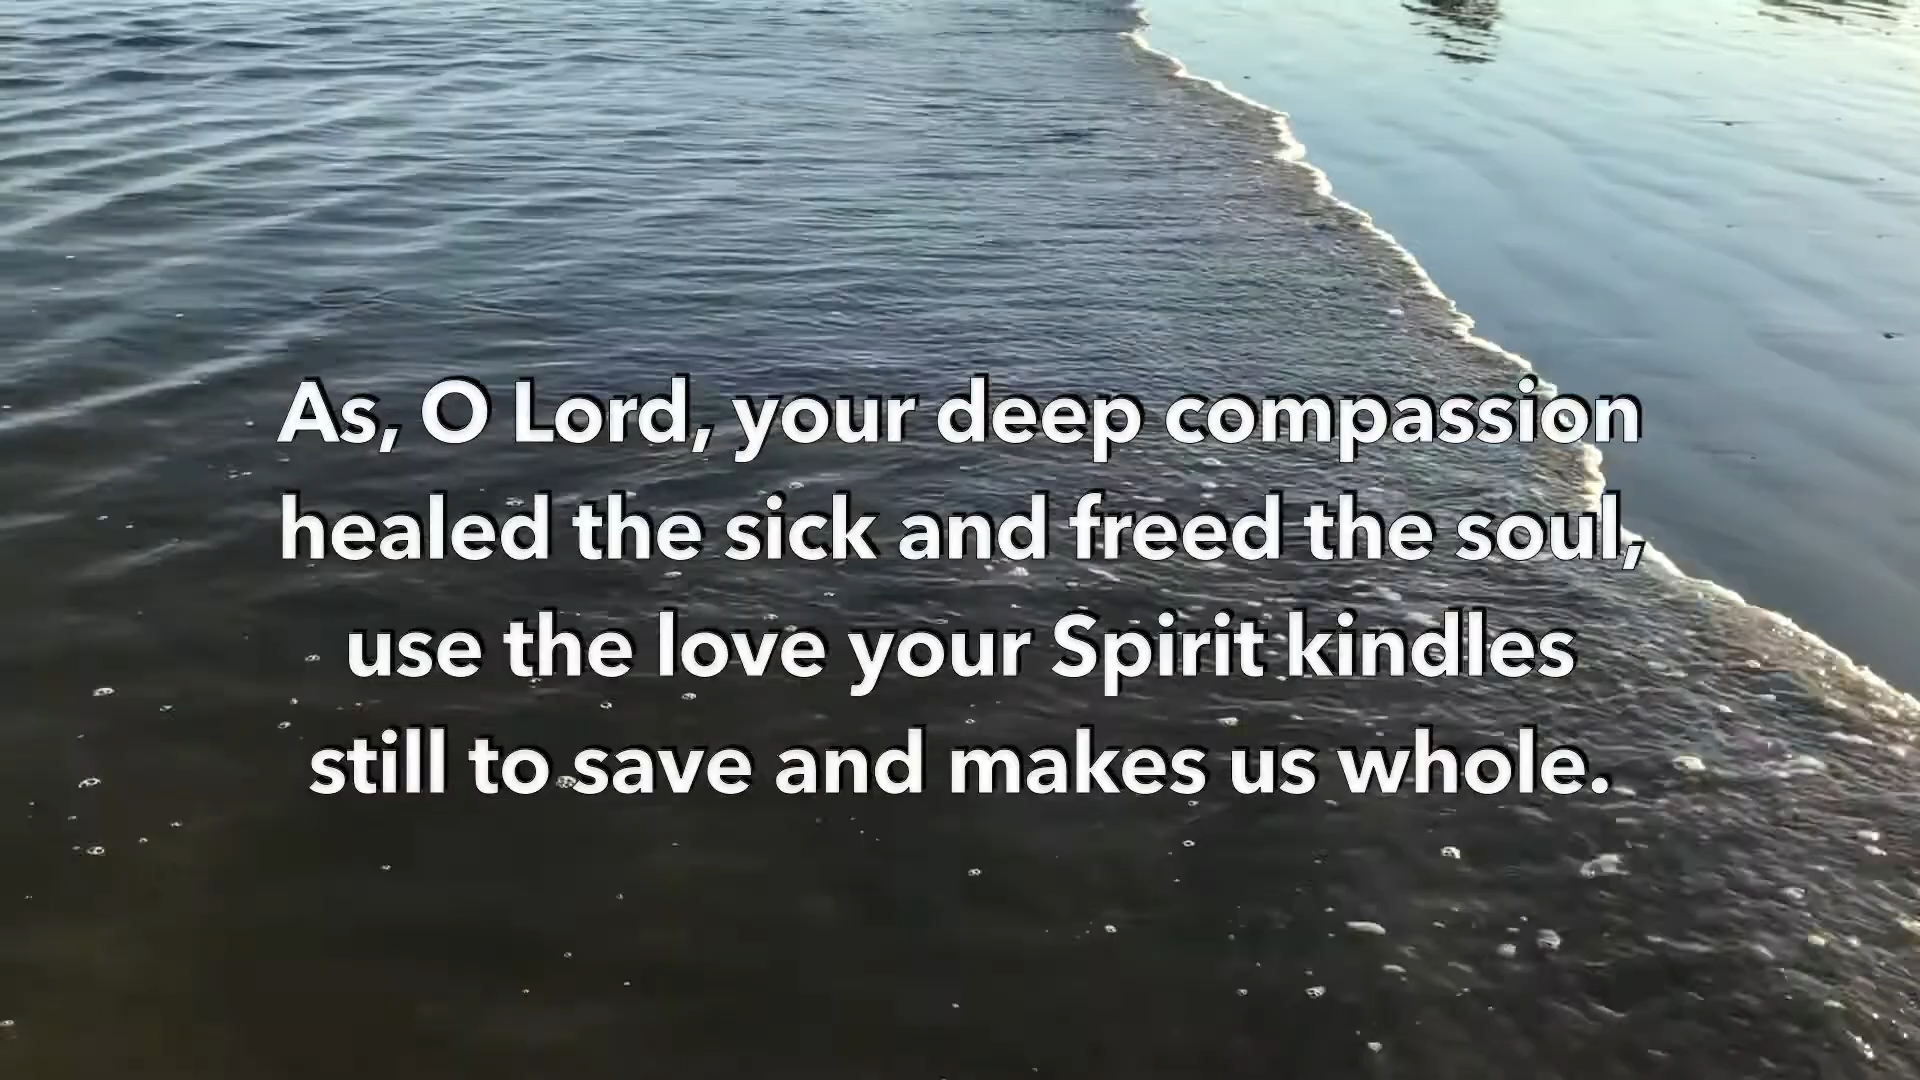 As, O Lord, your deep compassion
healed the sick and freed the soul,
use the love your Spirit kindles
still to save and makes us whole.